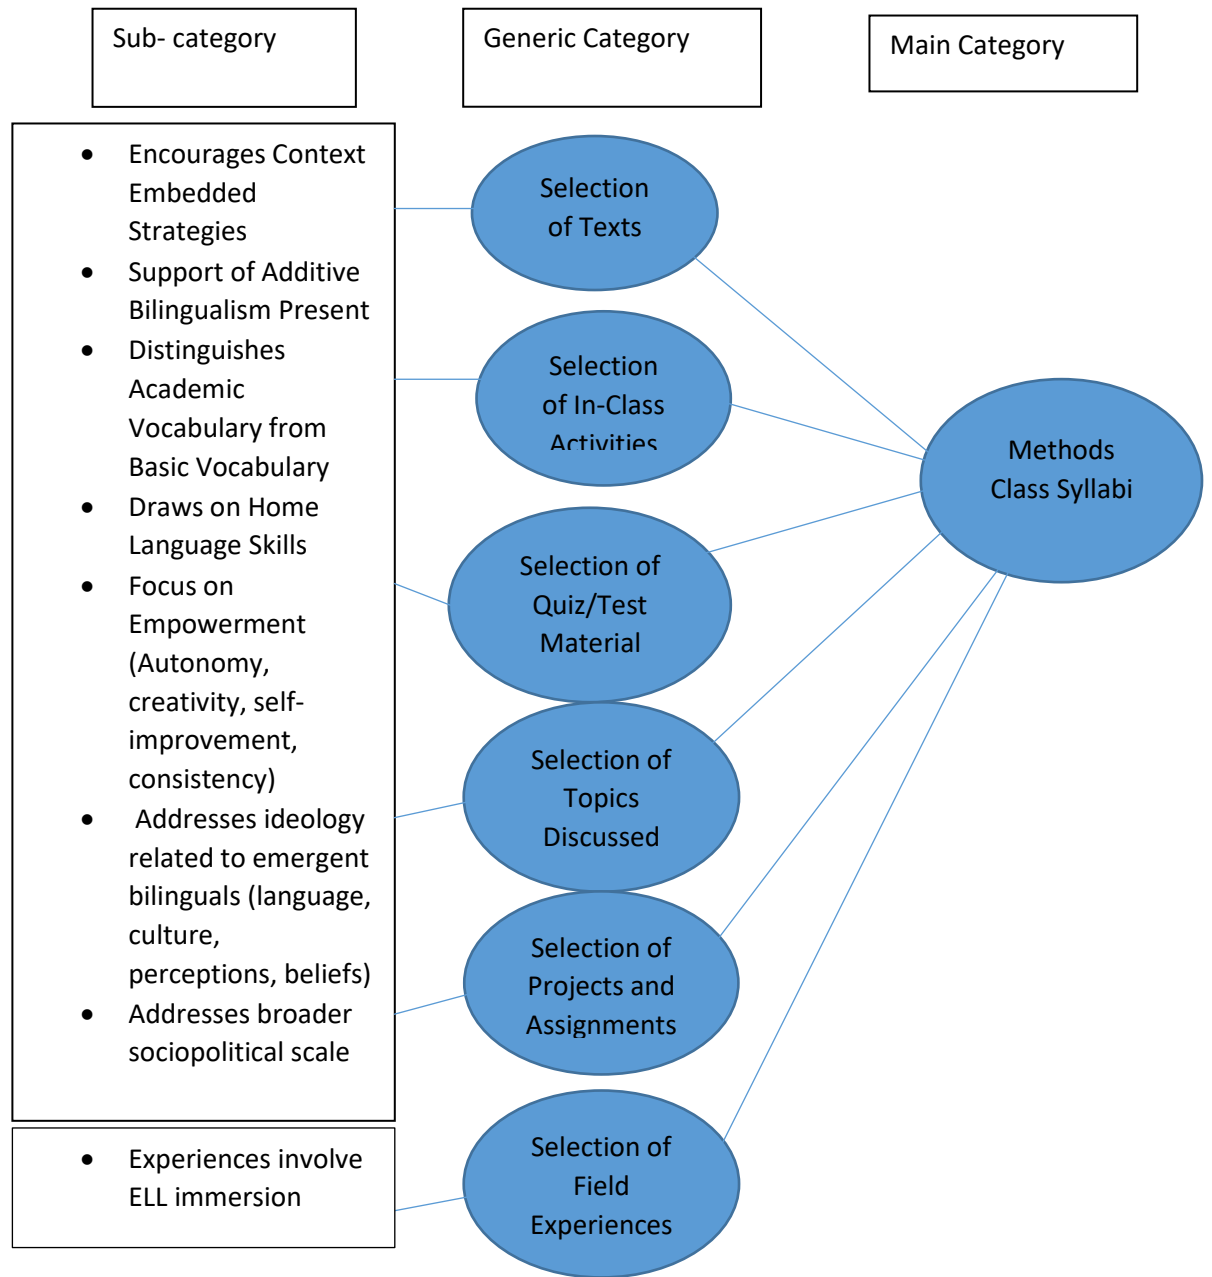 Sub- category
Generic Category
Main Category
• Encourages Context
Embedded
Strategies
• Support of Additive
Bilingualism Present
• Distinguishes
Academic
Vocabulary from
Basic Vocabulary
• Draws on Home
Language Skills
• Focus on
Empowerment
(Autonomy,
creativity, self-
improvement,
consistency)
• Addresses ideology
related to emergent
bilinguals (language,
culture,
perceptions, beliefs)
• Addresses broader
sociopolitical scale
• Experiences involve
ELL immersion
Selection
of Texts
Selection
of In-Class
Activities
Selection of
Quiz/Test
Material
Selection of
Topics
Discussed
Selection of
Projects and
Assignments
Selection of
Field
Experiences
Methods
Class Syllabi